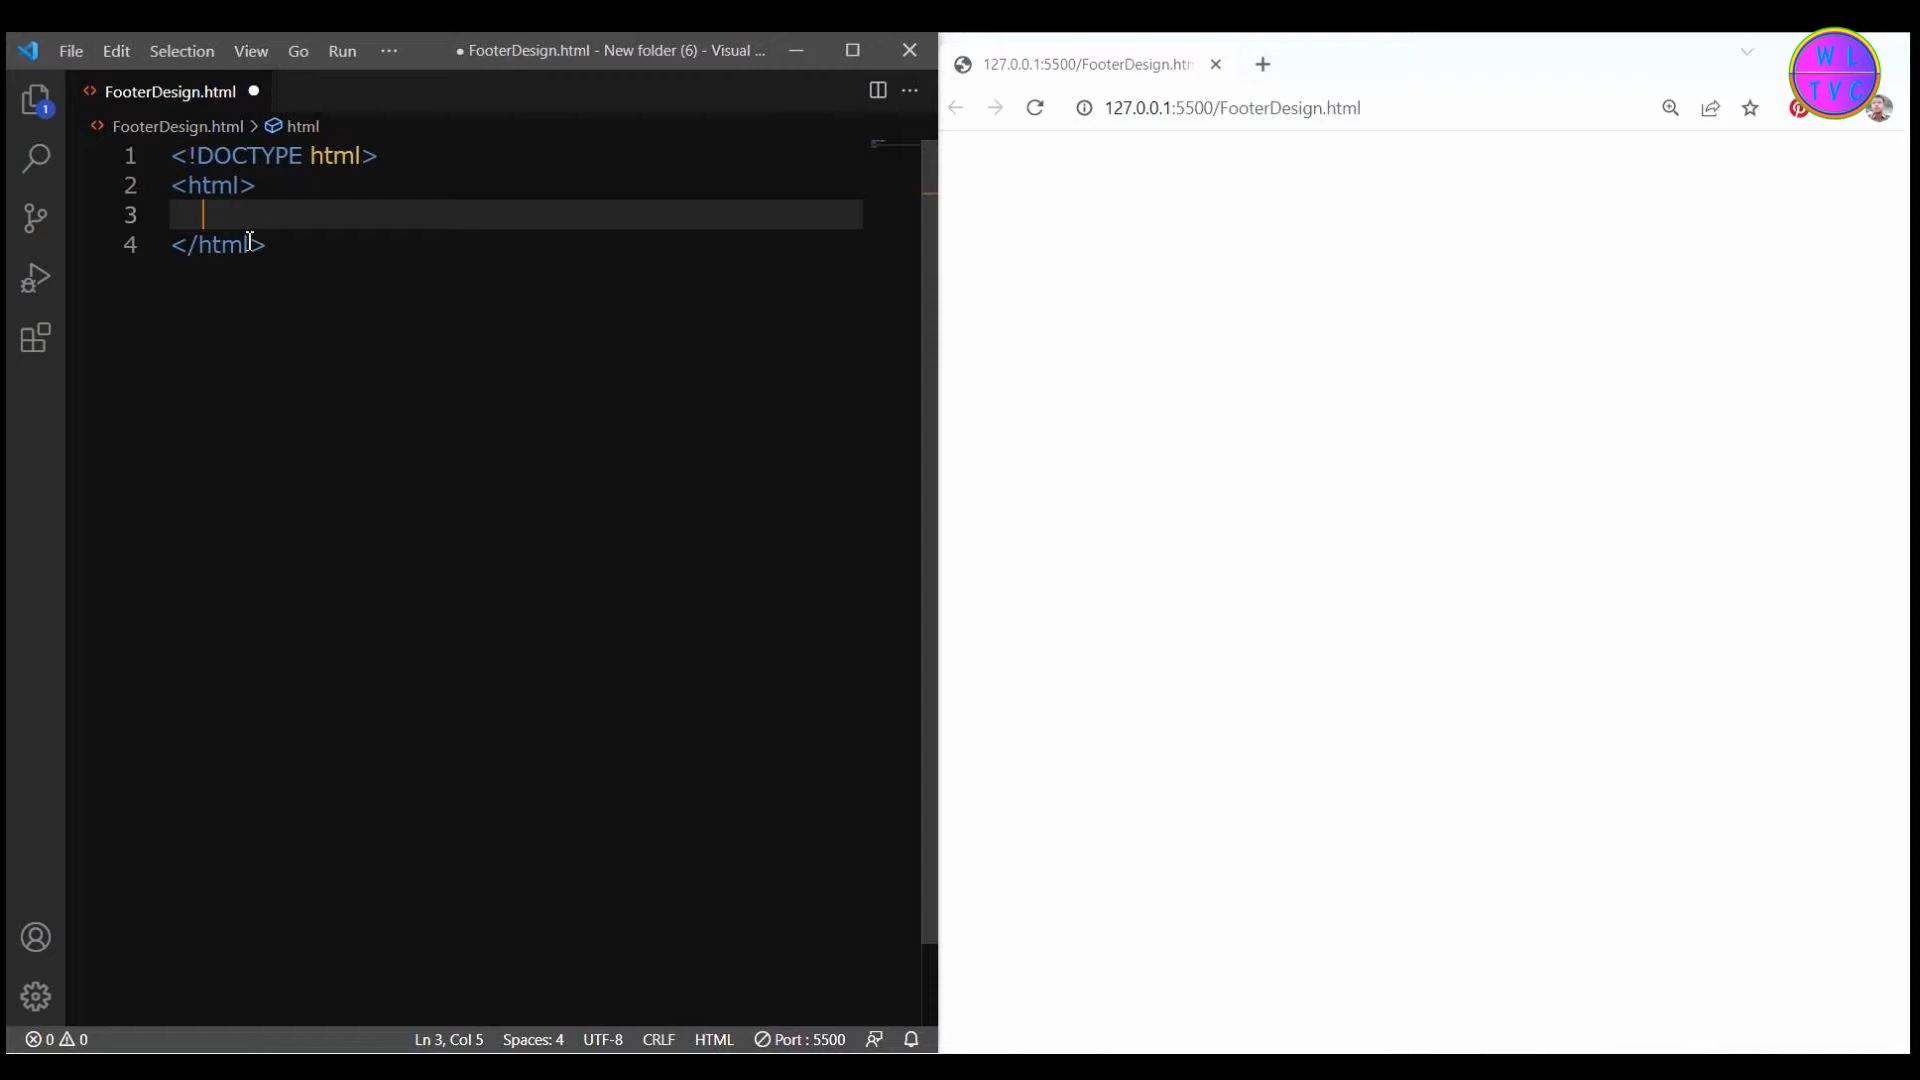 File Edit Selection View Go Run ··· ● FooterDesign.html - New folder (6) - Visual ...
FooterDesign.html
FooterDesign.html > html
1 <!DOCTYPE html>
2 <html>
3
4 </html>
1
Ln 3, Col 5 Spaces: 4 UTF-8 CRLF HTML Port : 5500
0 0
127.0.0.1:5500/FooterDesign.htm
127.0.0.1:5500/FooterDesign.html
W L
T V C